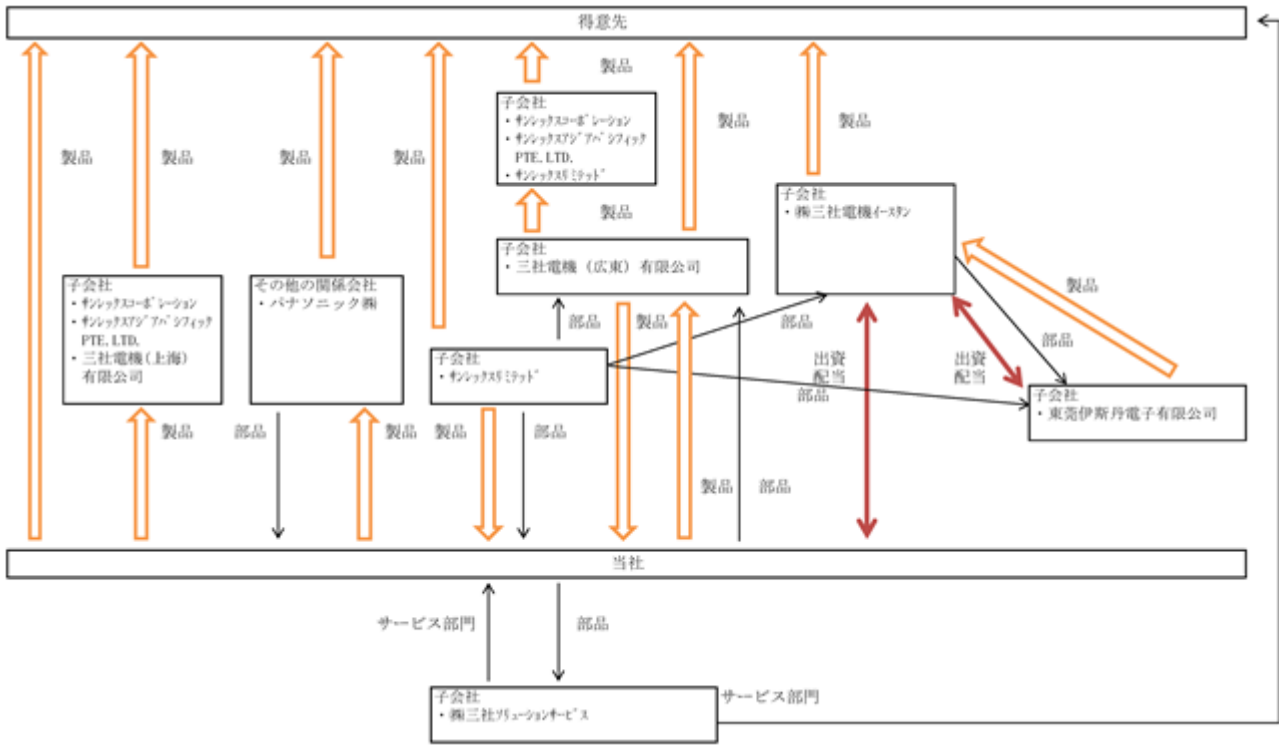 得意先
製品
子会社
・ｻﾝﾚｯｸｽｺｰﾎﾟﾚｰｼｮﾝ
・ｻﾝﾚｯｸｽｱｼﾞｱﾊﾟｼﾌｨｯｸ
PTE. LTD.
・ｻﾝﾚｯｸｽﾘﾐﾃｯﾄﾞ
製品
製品
製品
製品
製品
製品
製品
子会社
・㈱三社電機ｲｰｽﾀﾝ
子会社
・三社電機（広東）有限公司
子会社
・ｻﾝﾚｯｸｽｺｰﾎﾟﾚｰｼｮﾝ
・ｻﾝﾚｯｸｽｱｼﾞｱﾊﾟｼﾌｨｯｸ
PTE. LTD.
・三社電機(上海)
有限公司
その他の関係会社
・パナソニック㈱
製品
部品
製品
部品
子会社
・ｻﾝﾚｯｸｽﾘﾐﾃｯﾄﾞ
出資
配当
部品
出資
配当
部品
子会社
・東莞伊斯丹電子有限公司
製品
部品
製品
製品
部品
製品
部品
当社
サービス部門
部品
子会社
・㈱三社ｿﾘｭｰｼｮﾝｻｰﾋﾞｽ
サービス部門